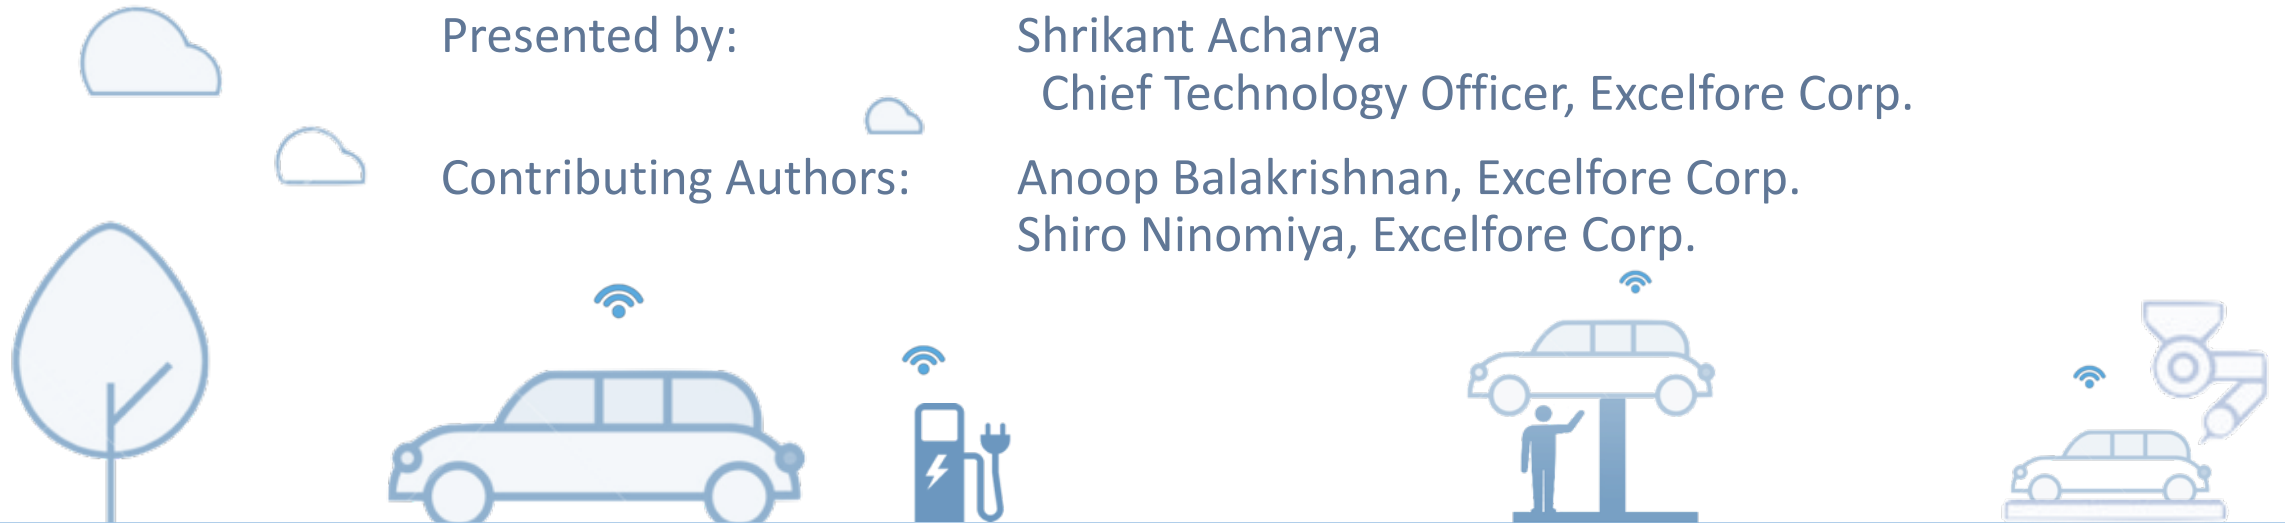 Presented by: Shrikant Acharya
Chief Technology Officer, Excelfore Corp.
Contributing Authors: Anoop Balakrishnan, Excelfore Corp.
Shiro Ninomiya, Excelfore Corp.